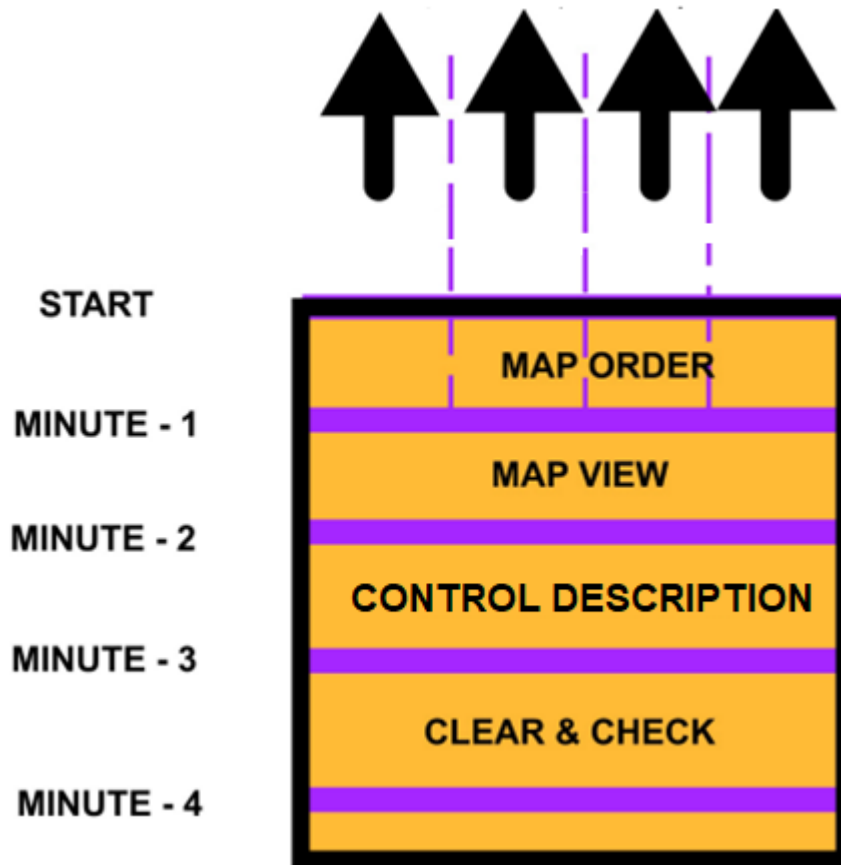 START
MAP ORDER
MINUTE - 1
MAP VIEW
MINUTE - 2
CONTROL DESCRIPTION
MINUTE - 3
CLEAR & CHECK
MINUTE - 4